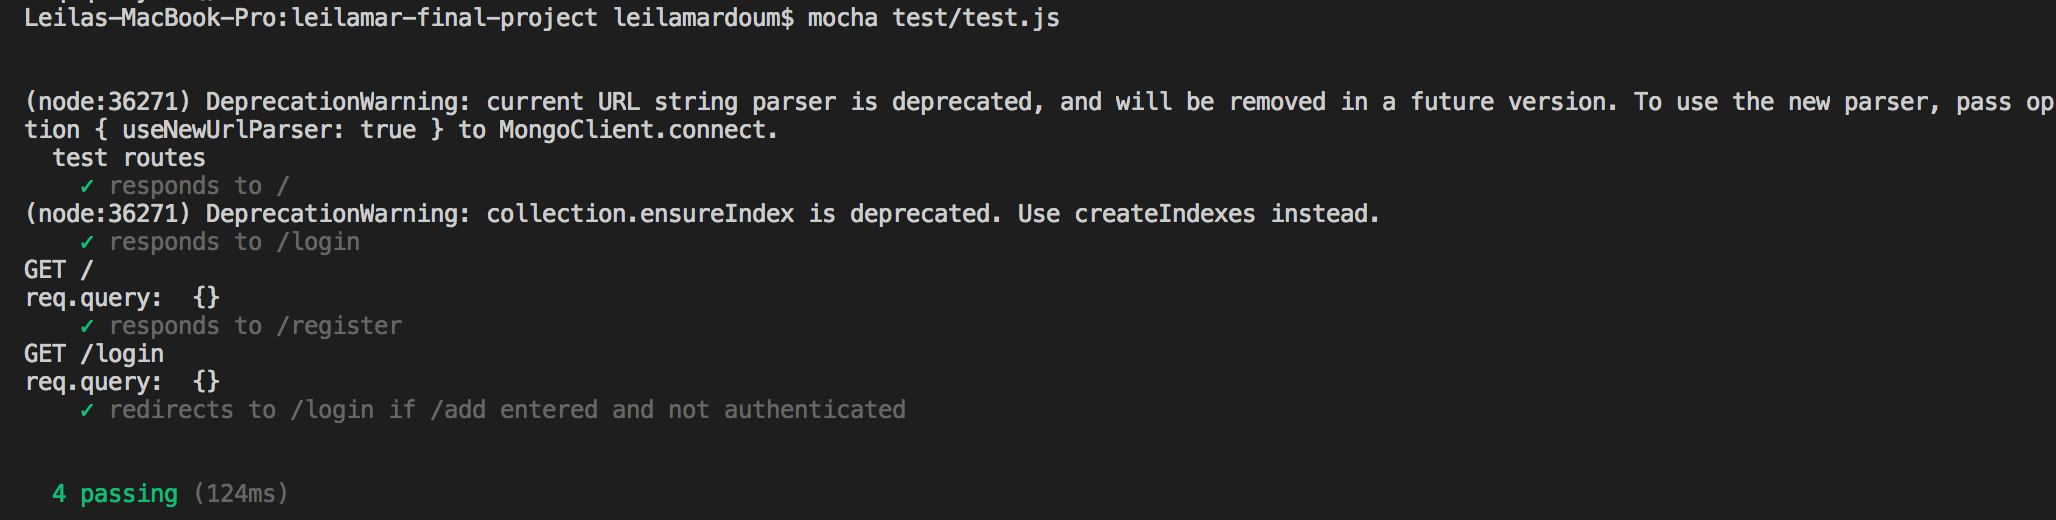 Leilas-MacBook-Pro:leilamar-final-project leilamardoum$ mocha test/test.js
(node:36271) DeprecationWarning: current URL string parser is deprecated, and will be removed in a future version. To use the new parser, pass op
tion { useNewUrlParser: true } to MongoClient.connect.
test routes
✓ responds to /
(node:36271) DeprecationWarning: collection.ensureIndex is deprecated. Use createIndexes instead.
✓ responds to /login
GET /
req.query:  {}
✓ responds to /register
GET /login
req.query:  {}
✓ redirects to /login if /add entered and not authenticated
4 passing (124ms)